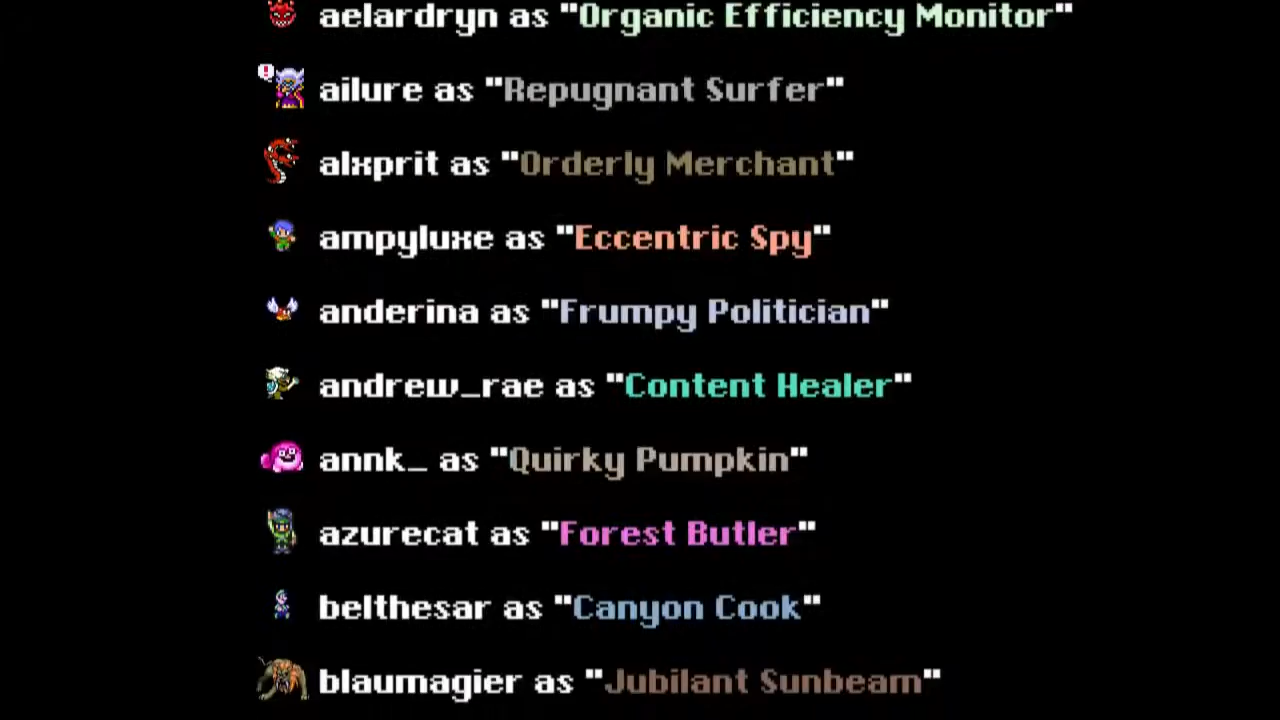 aelardryn as "Organic Efficiency Monitor"
!
ailure as "Repugnant Surfer"
alxprit as "Orderly Merchant"
ampyluxe as "Eccentric Spy"
anderina as "Frumpy Politician"
andrew_rae as "Content Healer"
annk_ as "Quirky Pumpkin"
azurecat as "Forest Butler"
belthesar as "Canyon Cook"
blaumagier as "Jubilant Sunbeam"